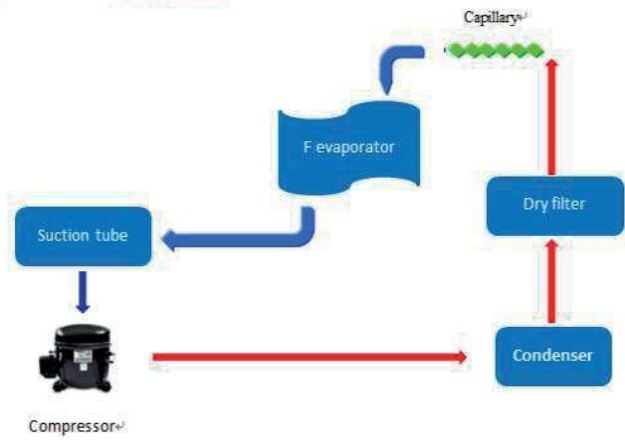 Capillary↵
F evaporator
Dry filter
Suction tube
Condenser
Compressor↵